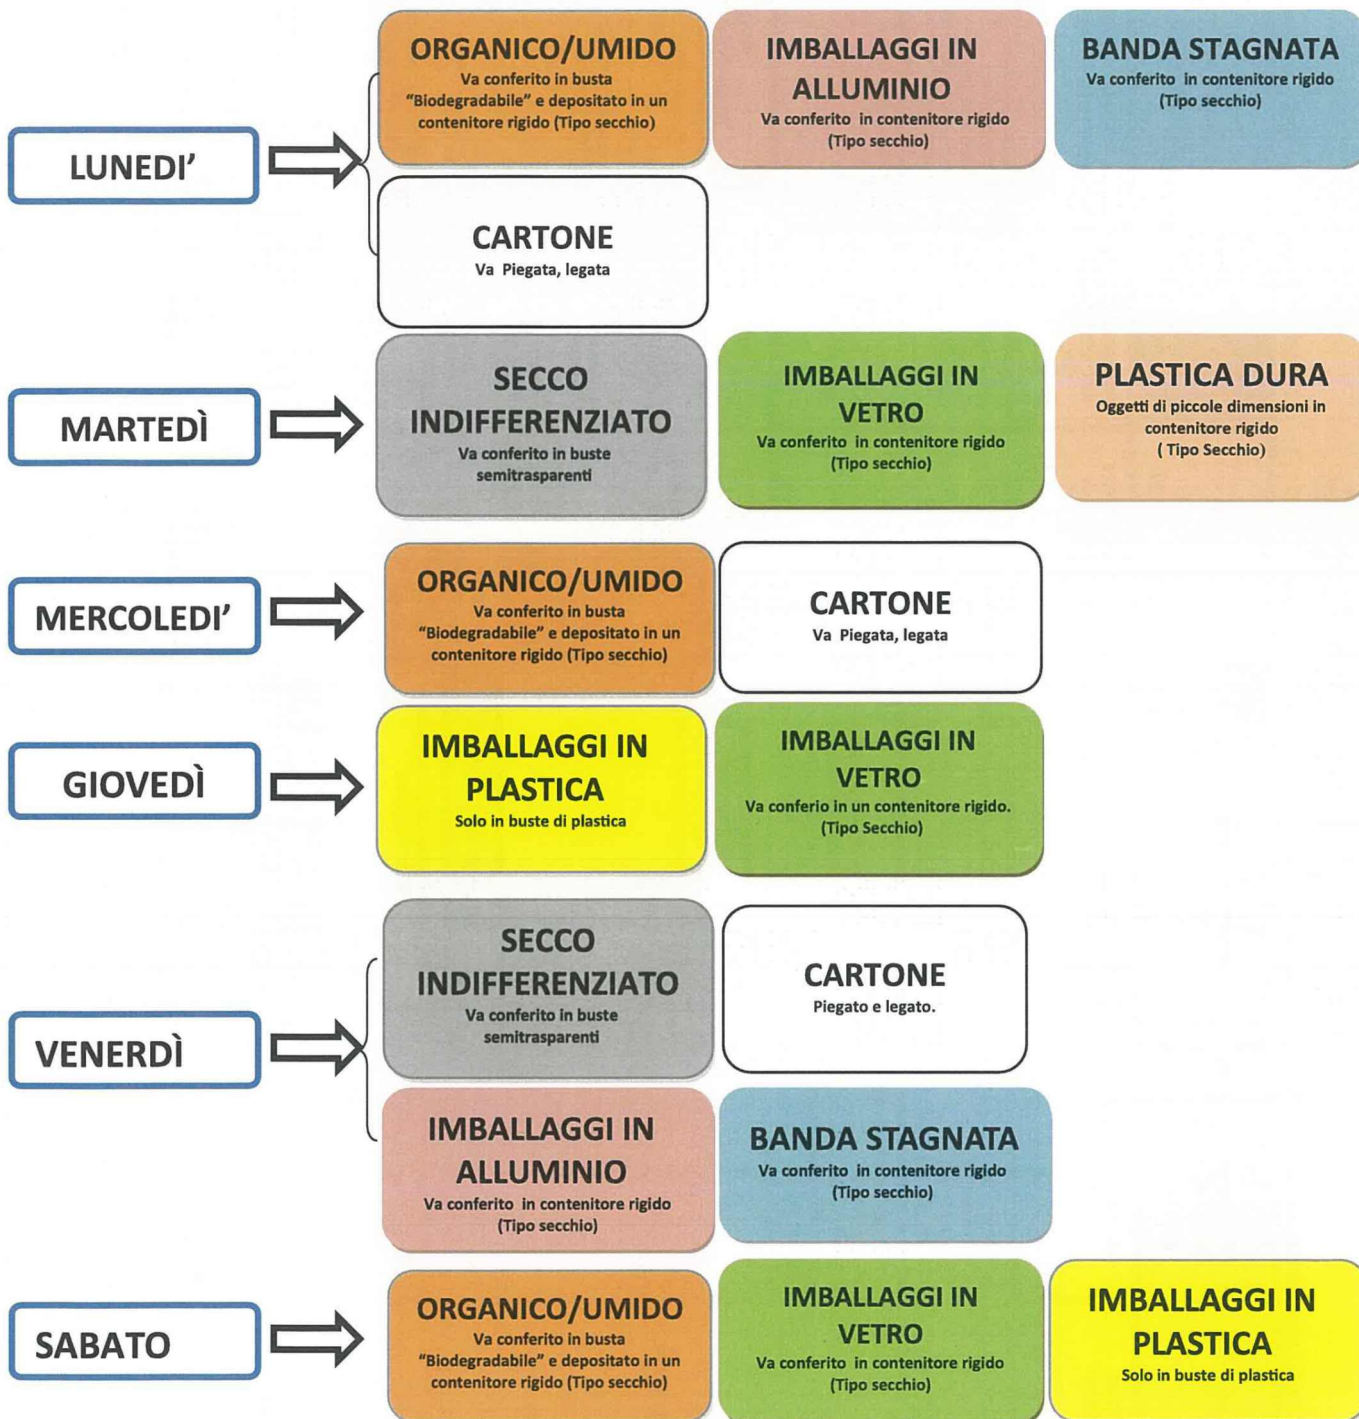 LUNEDI’
ORGANICO/UMIDO
Va conferito in busta
“Biodegradabile” e depositato in un
contenitore rigido (Tipo secchio)
IMBALLAGGI IN
ALLUMINIO
Va conferito in contenitore rigido
(Tipo secchio)
BANDA STAGNATA
Va conferito in contenitore rigido
(Tipo secchio)
CARTONE
Va Piegata, legata
MARTEDÌ
SECCO
INDIFFERENZIATO
Va conferito in buste
semitrasparenti
IMBALLAGGI IN
VETRO
Va conferito in contenitore rigido
(Tipo secchio)
PLASTICA DURA
Oggetti di piccole dimensioni in
contenitore rigido
( Tipo Secchio)
MERCOLEDI’
ORGANICO/UMIDO
Va conferito in busta
“Biodegradabile” e depositato in un
contenitore rigido (Tipo secchio)
CARTONE
Va Piegata, legata
GIOVEDÌ
IMBALLAGGI IN
PLASTICA
Solo in buste di plastica
IMBALLAGGI IN
VETRO
Va conferio in un contenitore rigido.
(Tipo Secchio)
VENERDÌ
SECCO
INDIFFERENZIATO
Va conferito in buste
semitrasparenti
CARTONE
Piegato e legato.
IMBALLAGGI IN
ALLUMINIO
Va conferito in contenitore rigido
(Tipo secchio)
BANDA STAGNATA
Va conferito in contenitore rigido
(Tipo secchio)
SABATO
ORGANICO/UMIDO
Va conferito in busta
“Biodegradabile” e depositato in un
contenitore rigido (Tipo secchio)
IMBALLAGGI IN
VETRO
Va conferito in contenitore rigido
(Tipo secchio)
IMBALLAGGI IN
PLASTICA
Solo in buste di plastica